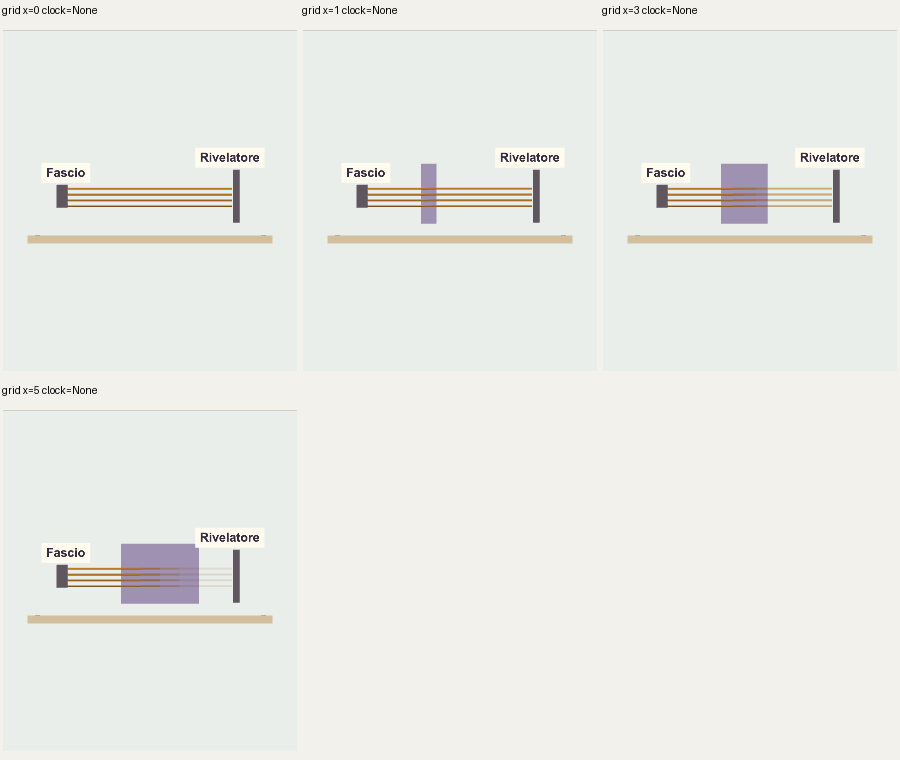 grid x=0 clock=None
Fascio
Rivelatore
grid x=1 clock=None
Fascio
Rivelatore
grid x=3 clock=None
Fascio
Rivelatore
grid x=5 clock=None
Fascio
Rivelatore